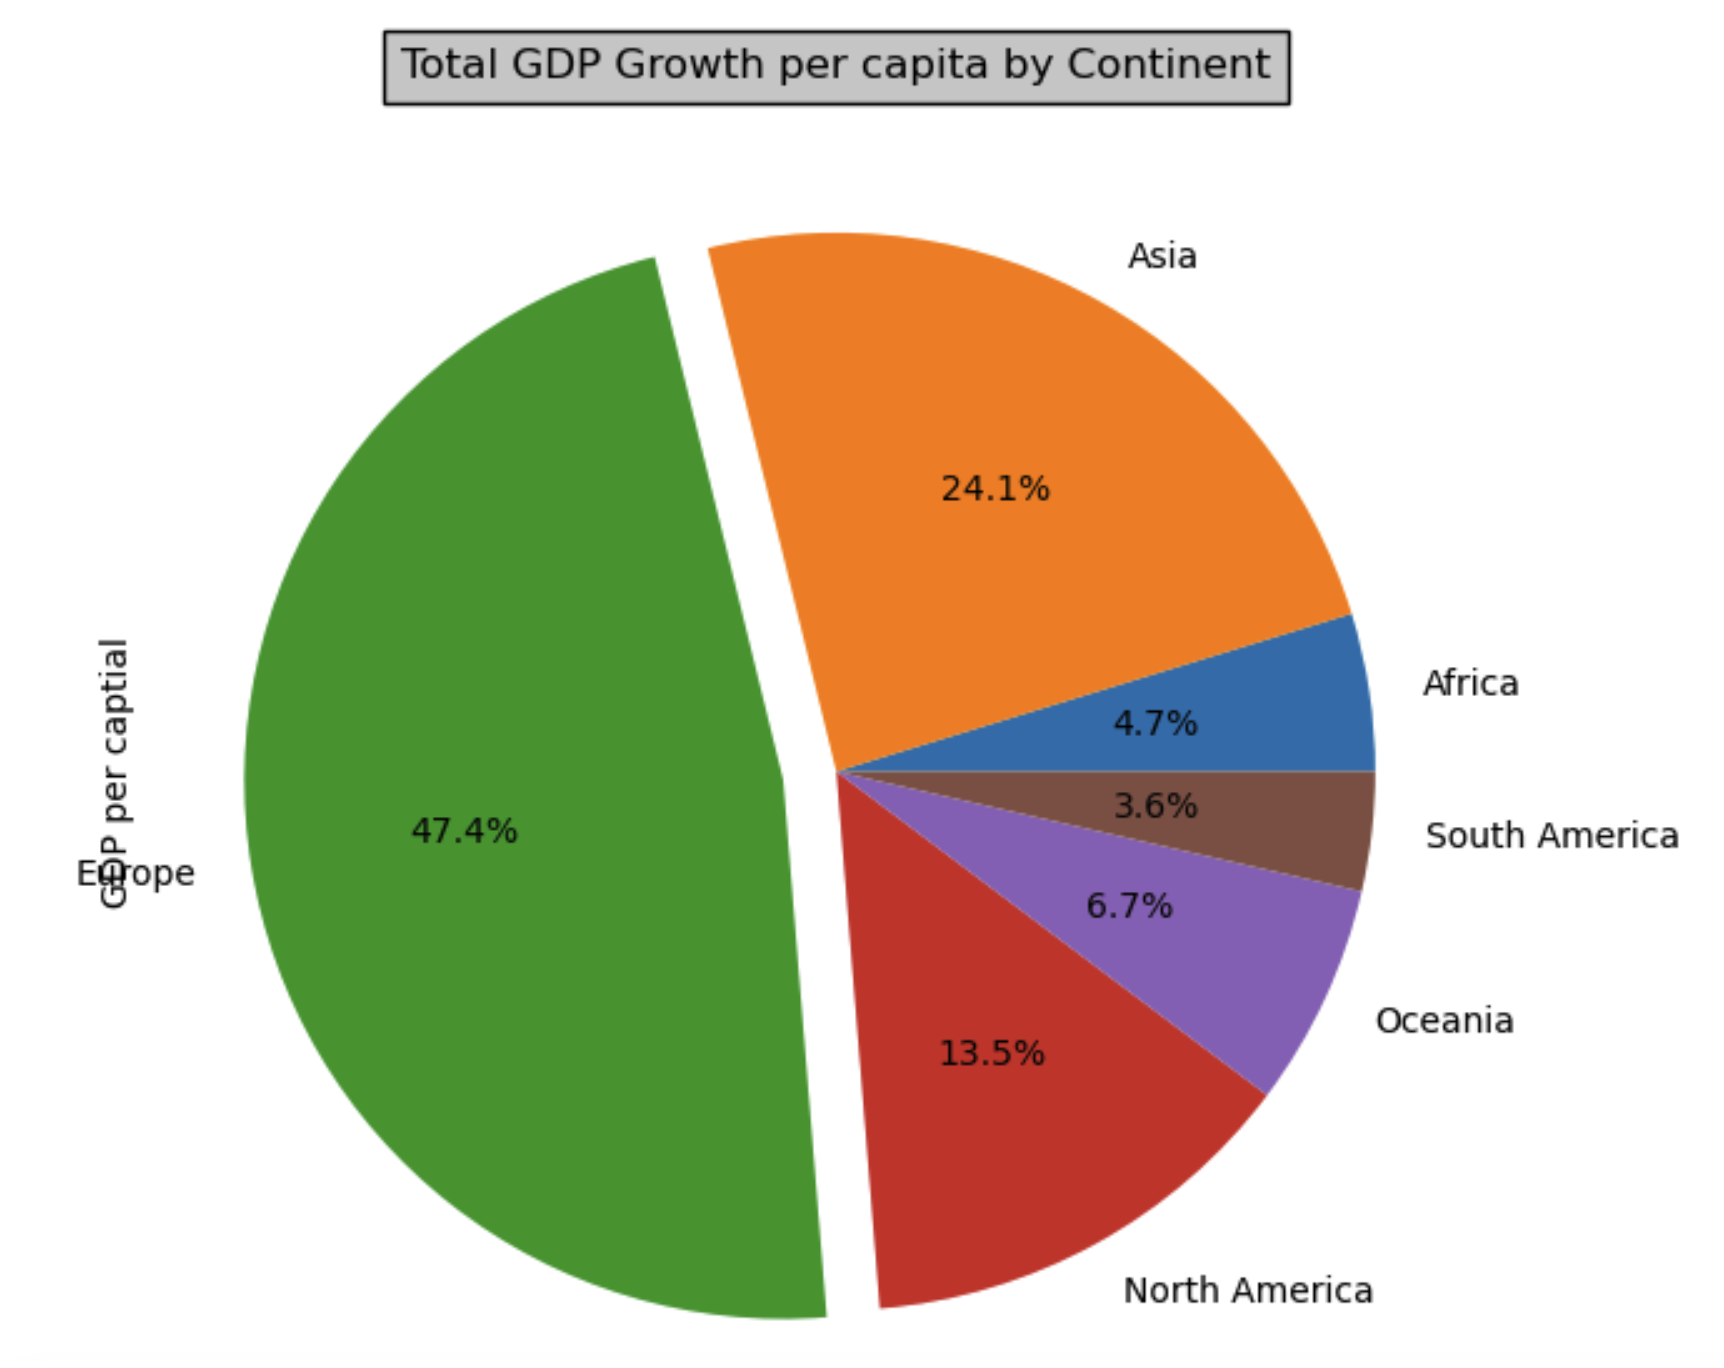 Total GDP Growth per capita by Continent
Asia
24.1%
Africa
4.7%
3.6%
South America
GDP per captial
47.4%
Europe
6.7%
Oceania
13.5%
North America